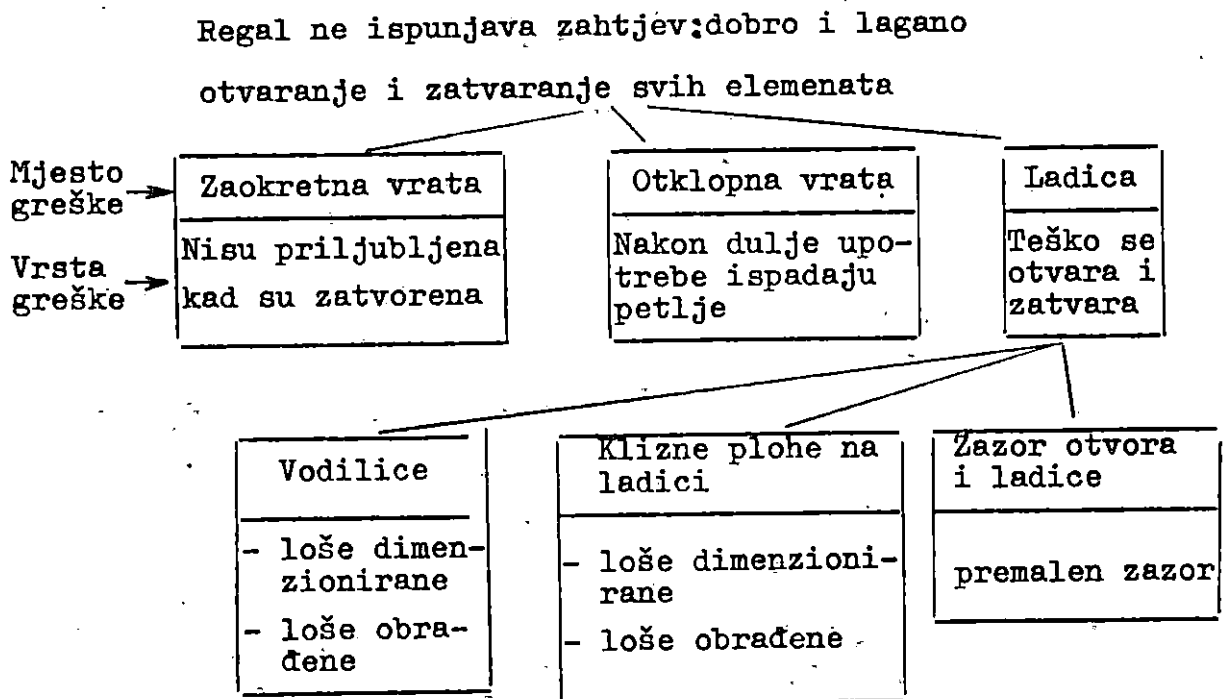 Regal ne ispunjava zahtjev:dobro i lagano
otvaranje i zatvaranje svih elemenata
Mjesto
greške
Zaokretna vrata
Otklopna vrata
Ladica
Vrsta
greške
Nisu priljubljena
kad su zatvorena
Nakon dulje upo-
trebe ispadaju
petlje
Teško se
otvara i
zatvara
Vodilice
- loše dimen-
zionirane
- loše obra-
đene
Klizne plohe na
ladici
- loše dimenzioni-
rane
- loše obrađene
Zazor otvora
i ladice
premalen zazor